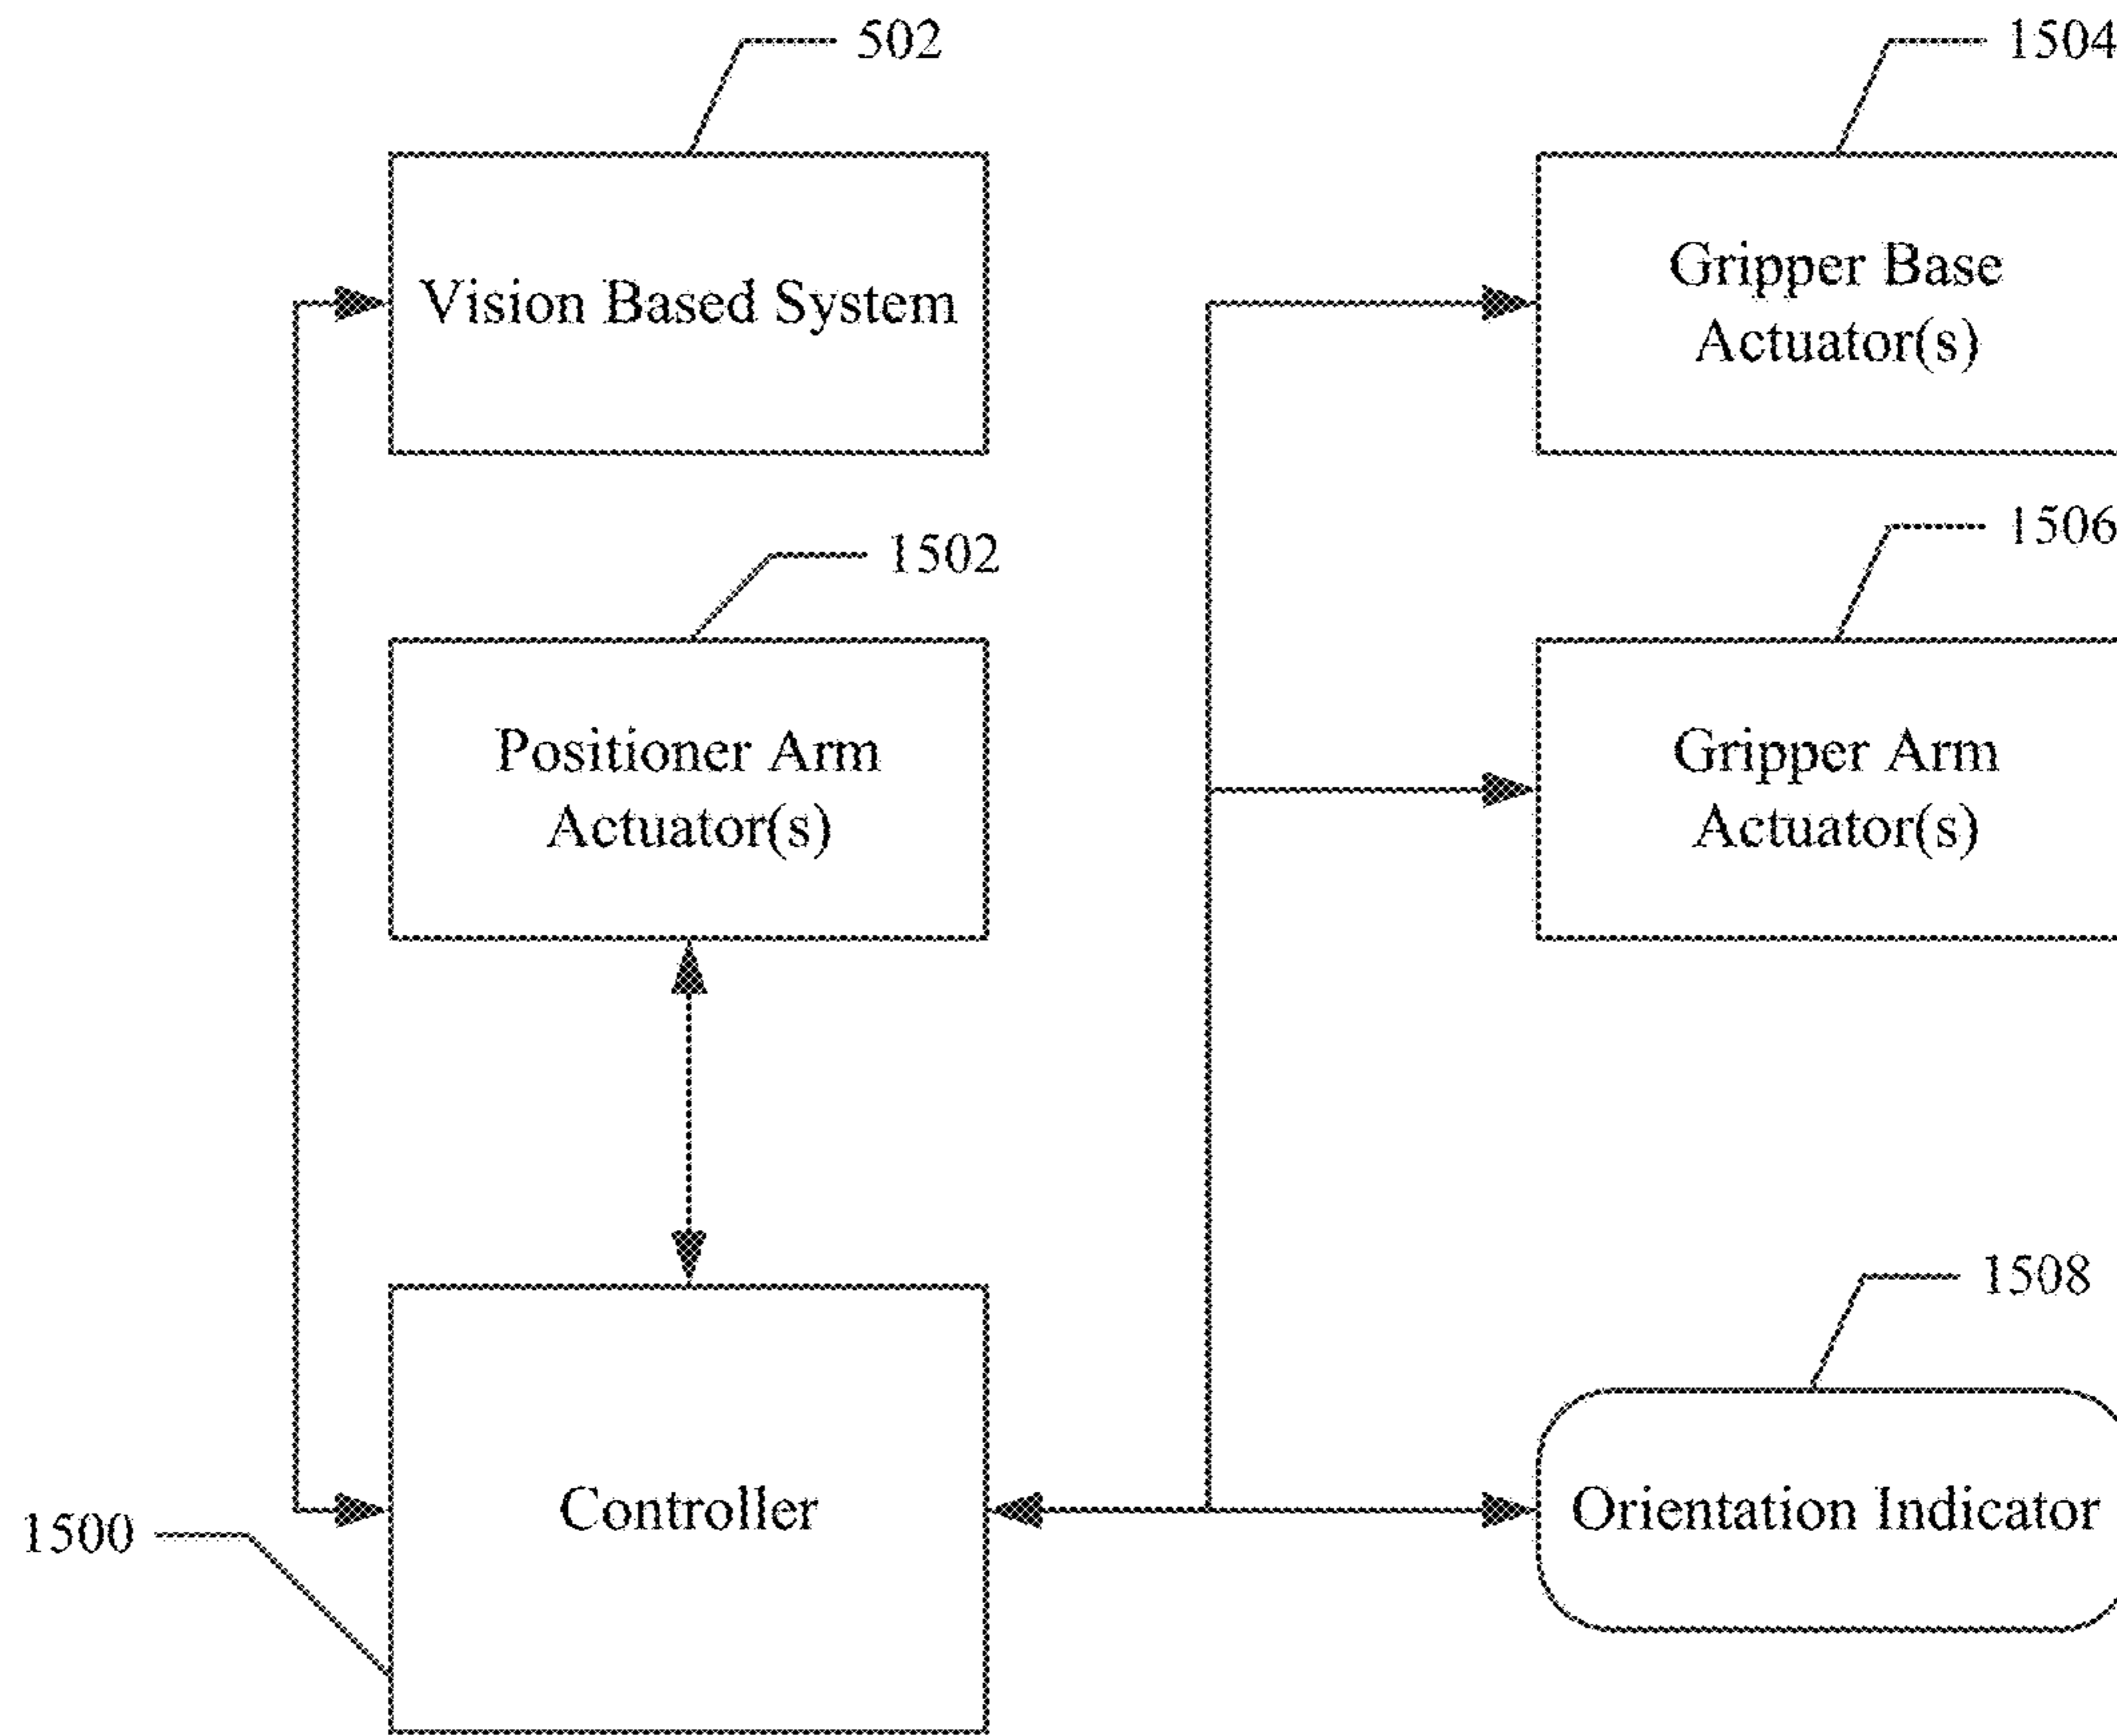 502
1504
Vision Based System
Gripper Base
Actuator(s)
1502
1506
Positioner Arm
Actuator(s)
Gripper Arm
Actuator(s)
1508
1500
Controller
Orientation Indicator